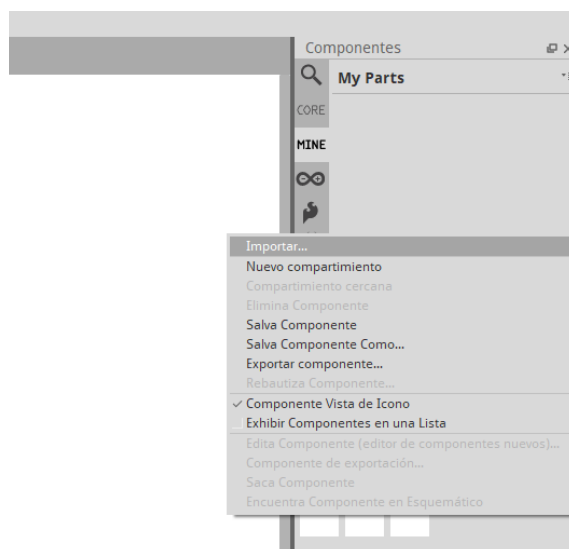 Componentes
My Parts
CORE
MINE
Importar...
Nuevo compartimiento
Compartimiento cercana
Elimina Componente
Salva Componente
Salva Componente Como...
Exportar componente...
Rebautiza Componente...
Componente Vista de Icono
Exhibir Componentes en una Lista
Edita Componente (editor de componentes nuevos)...
Componente de exportación...
Saca Componente
Encuentra Componente en Esquemático